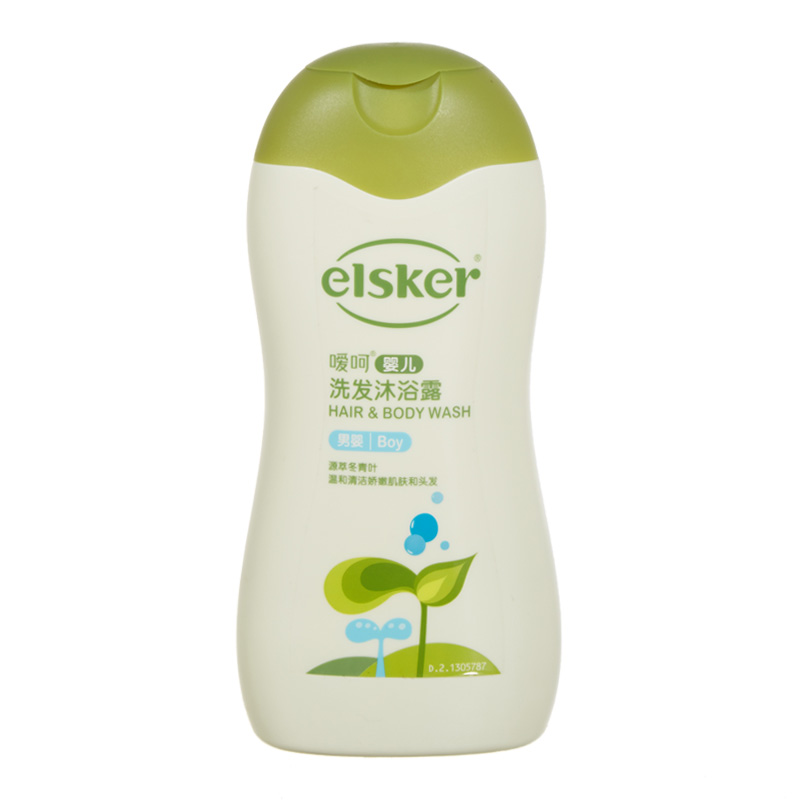 elsker®
嗳呵® 婴儿
洗发沐浴露
HAIR & BODY WASH
男婴 | Boy
源萃冬青叶
温和清洁娇嫩肌肤和头发
D.2.1305787